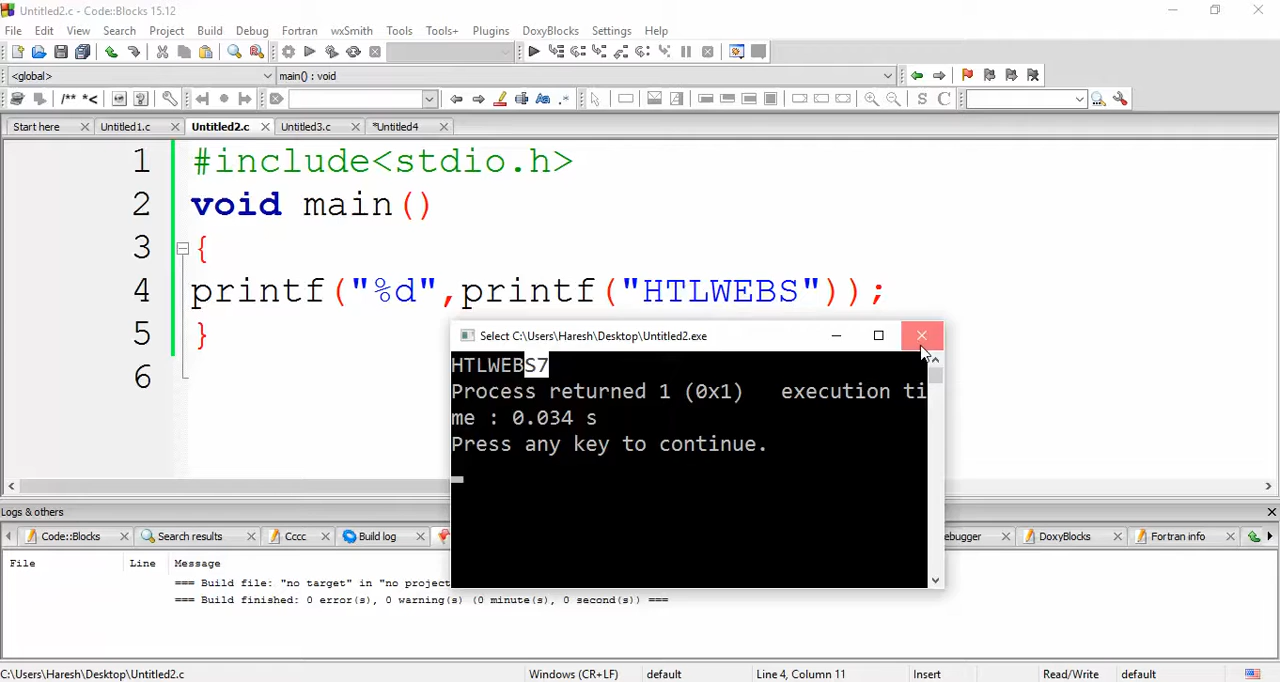 Untitled2.c - Code::Blocks 15.12
File Edit View Search Project Build Debug Fortran wxSmith Tools Tools+ Plugins DoxyBlocks Settings Help
<global> main() : void
/** *< Aa .* S C
Start here Untitled1.c Untitled2.c Untitled3.c *Untitled4
1 #include<stdio.h>
2 void main()
3 {
4 printf("%d",printf("HTLWEBS"));
5 }
6
Select C:\Users\Haresh\Desktop\Untitled2.exe
HTLWEBS7
Process returned 1 (0x1) execution ti
me : 0.034 s
Press any key to continue.
Logs & others
Code::Blocks Search results Cccc Build log DoxyBlocks Fortran info
File Line Message
=== Build file: "no target" in "no projec
=== Build finished: 0 error(s), 0 warning(s) (0 minute(s), 0 second(s)) ===
C:\Users\Haresh\Desktop\Untitled2.c Windows (CR+LF) default Line 4, Column 11 Insert Read/Write default